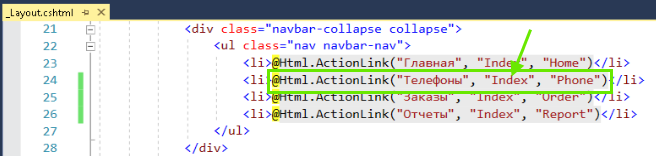 _Layout.cshtml
21 <div class="navbar-collapse collapse">
22 <ul class="nav navbar-nav">
23 <li>@Html.ActionLink("Главная", "Index", "Home")</li>
24 <li>@Html.ActionLink("Телефоны", "Index", "Phone")</li>
25 <li>@Html.ActionLink("Заказы", "Index", "Order")</li>
26 <li>@Html.ActionLink("Отчеты", "Index", "Report")</li>
27 </ul>
28 </div>